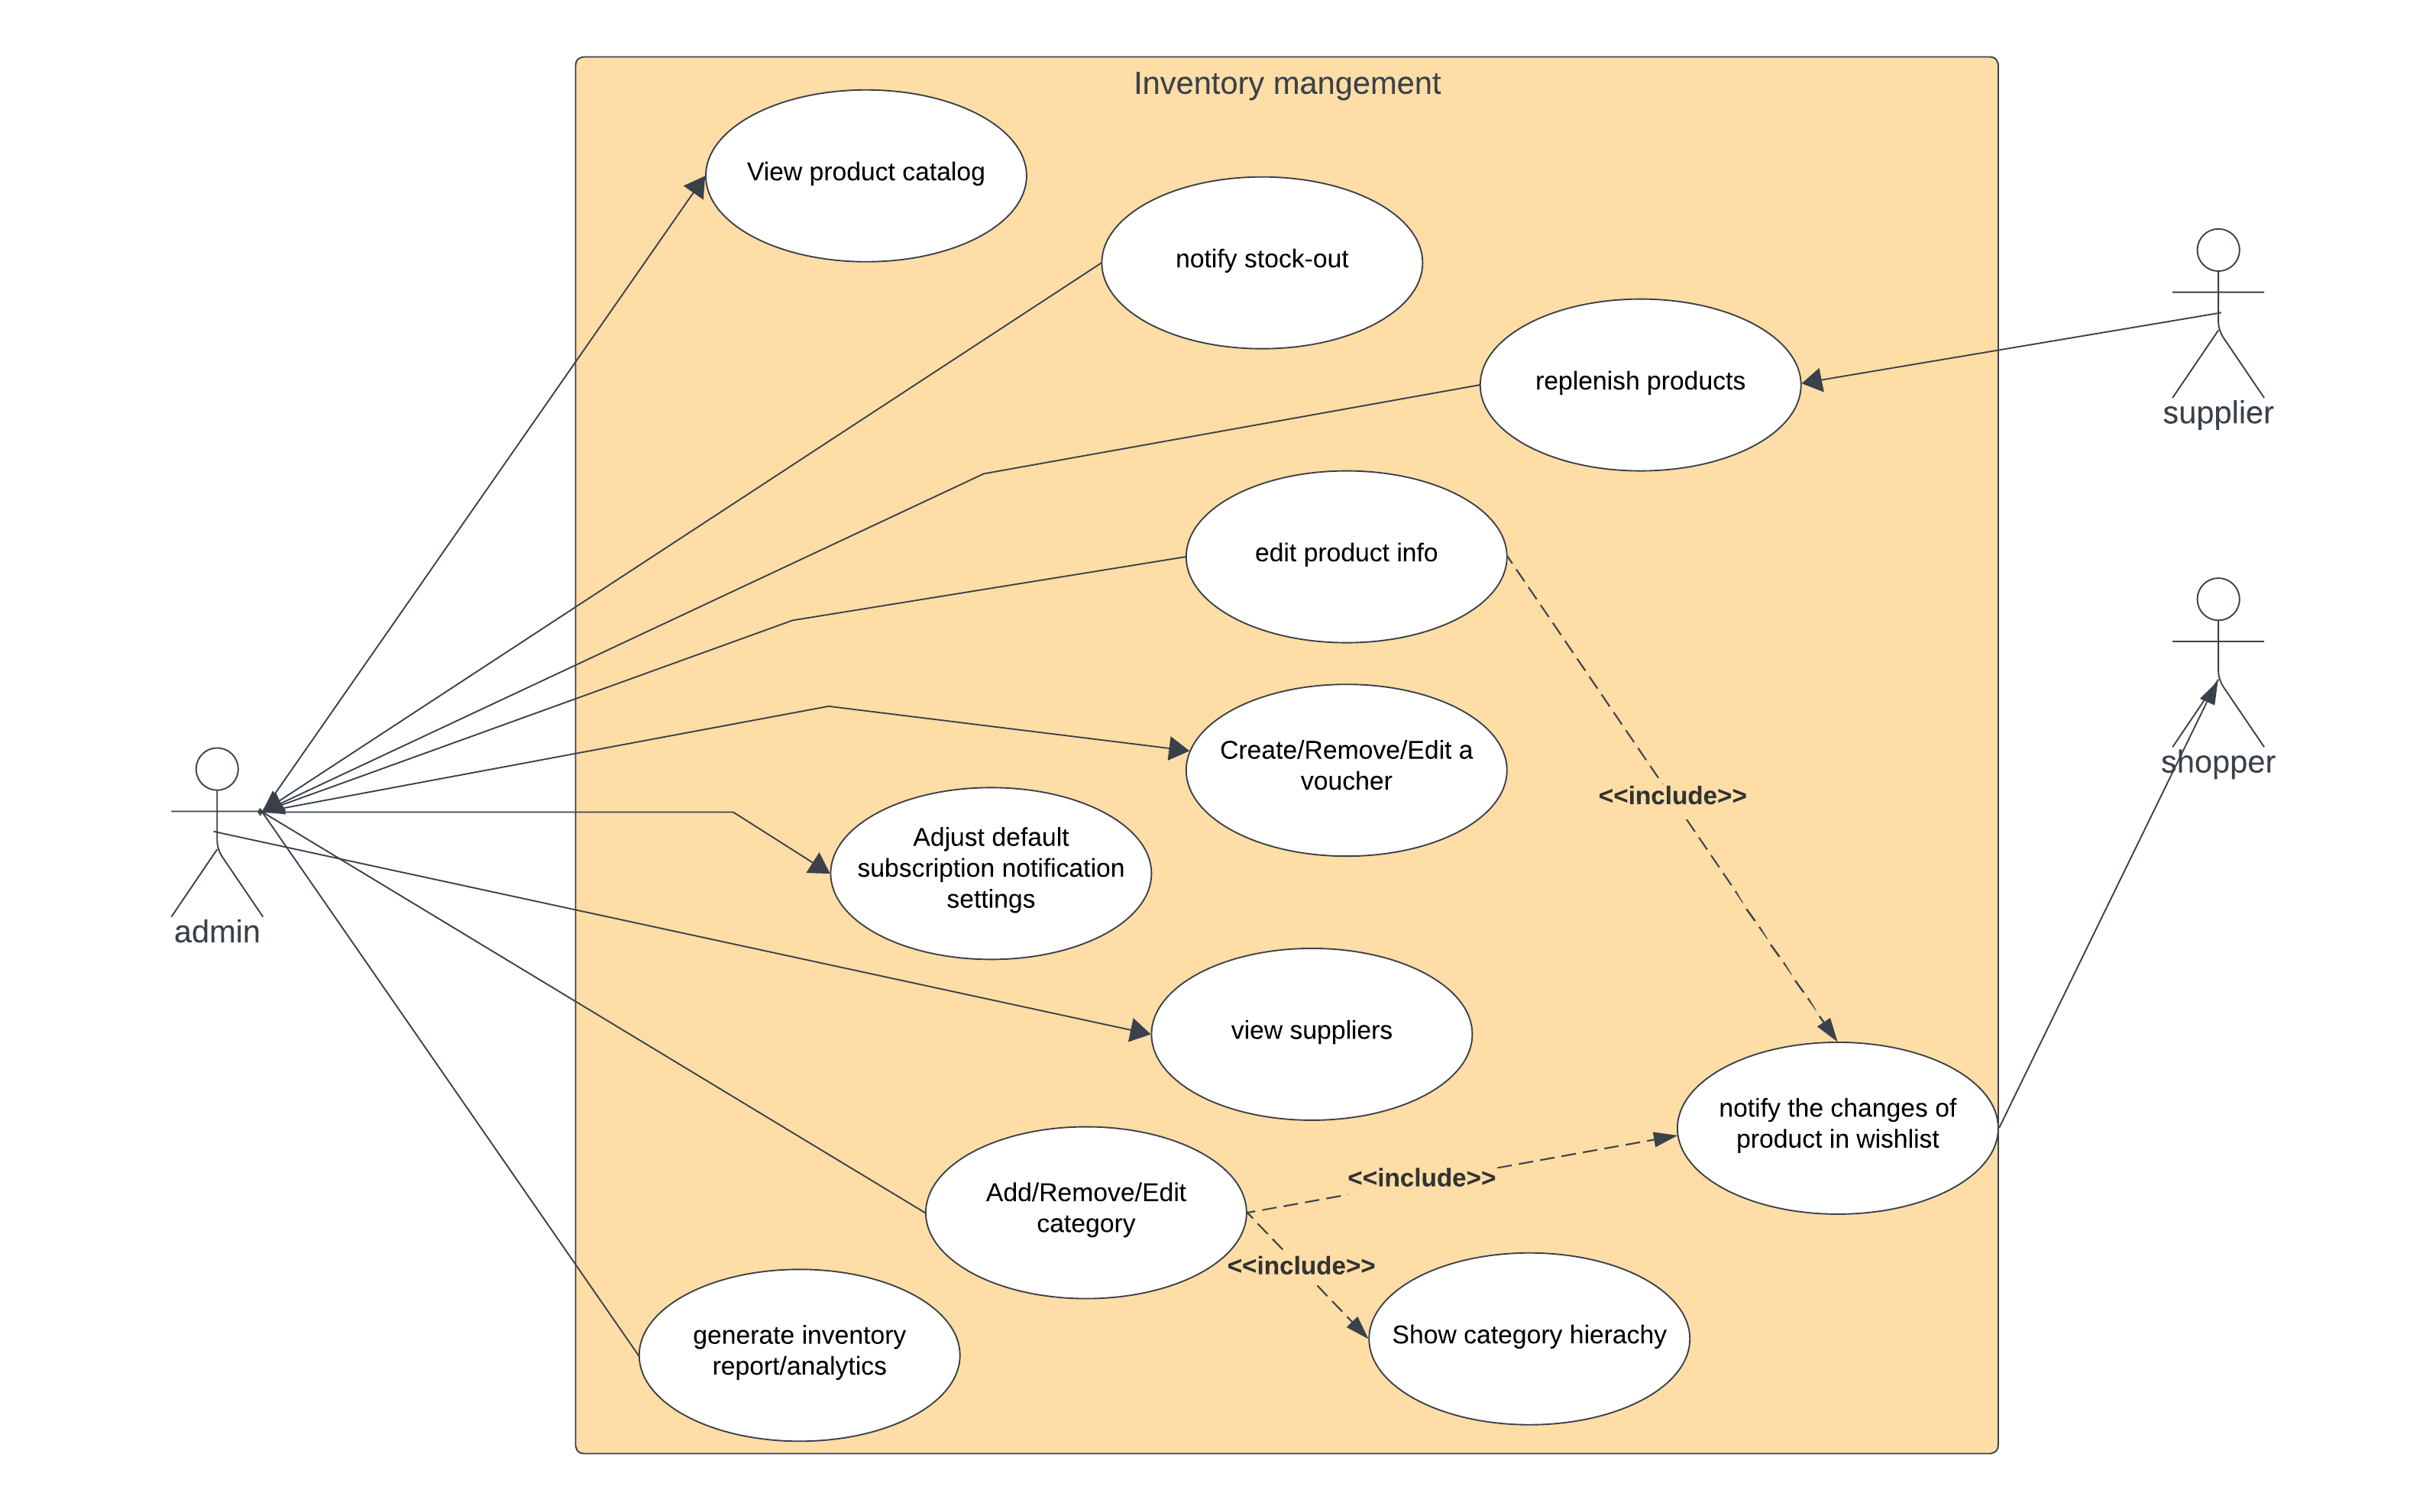 Inventory mangement
View product catalog
notify stock-out
replenish products
supplier
edit product info
Create/Remove/Edit a
voucher
shopper
<<include>>
Adjust default
subscription notification
settings
admin
view suppliers
notify the changes of
product in wishlist
<<include>>
Add/Remove/Edit
category
<<include>>
Show category hierachy
generate inventory
report/analytics